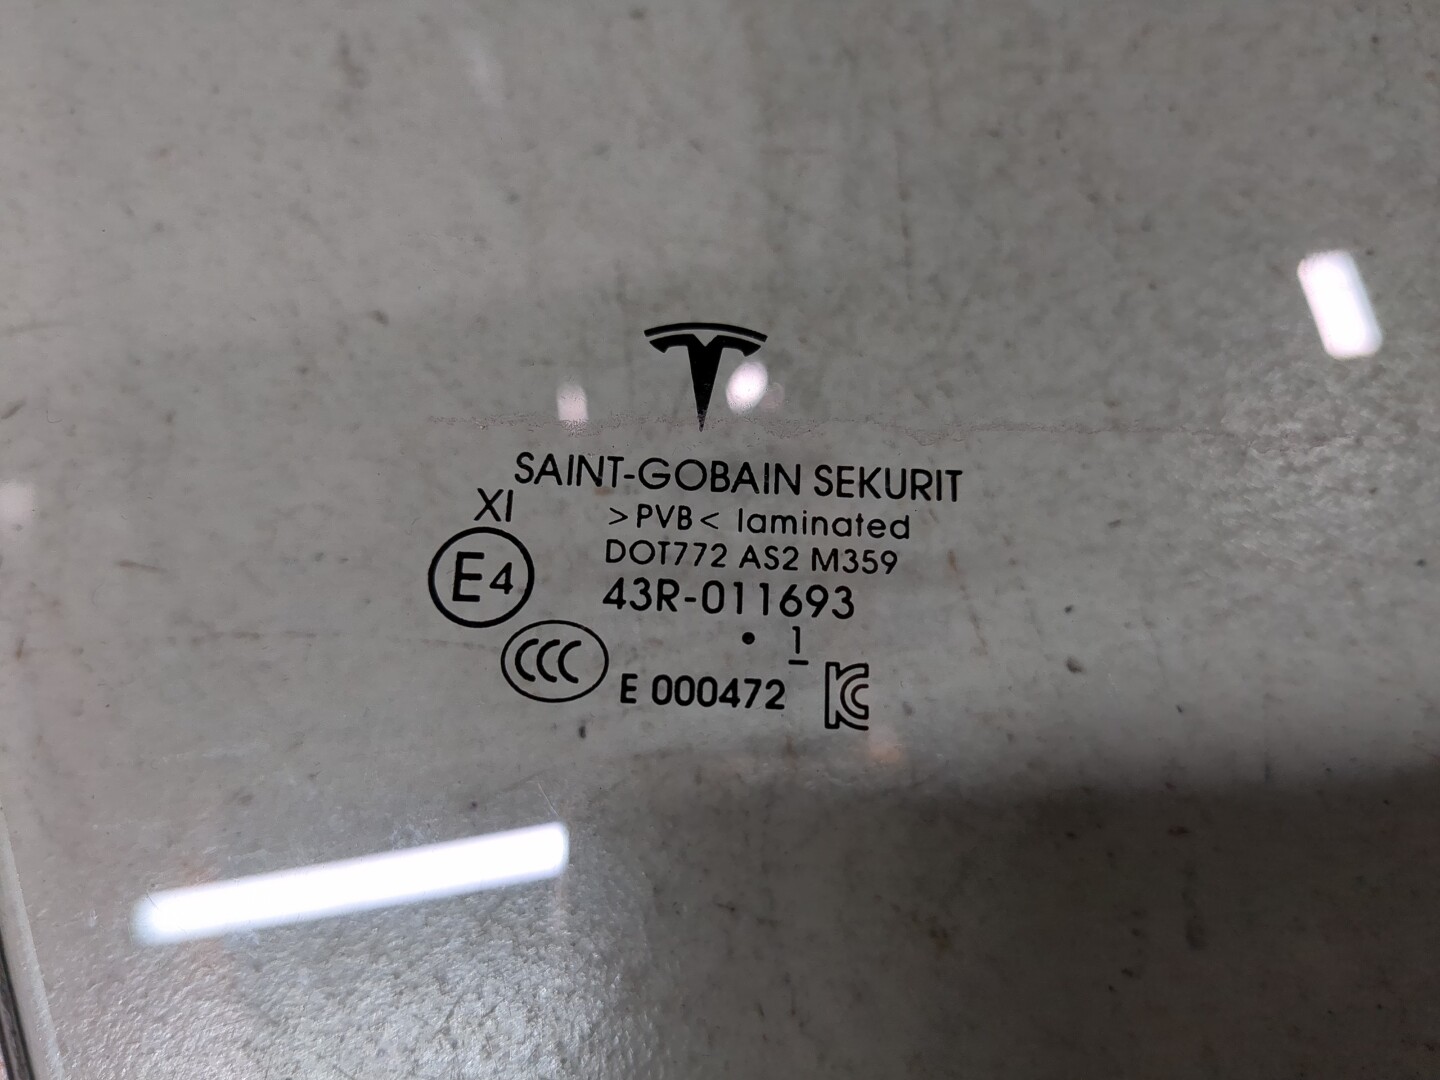 SAINT-GOBAIN SEKURIT
XI
>PVB< laminated
DOT772 AS2 M359
E4
43R-011693
. 1
CCC
E 000472
KC